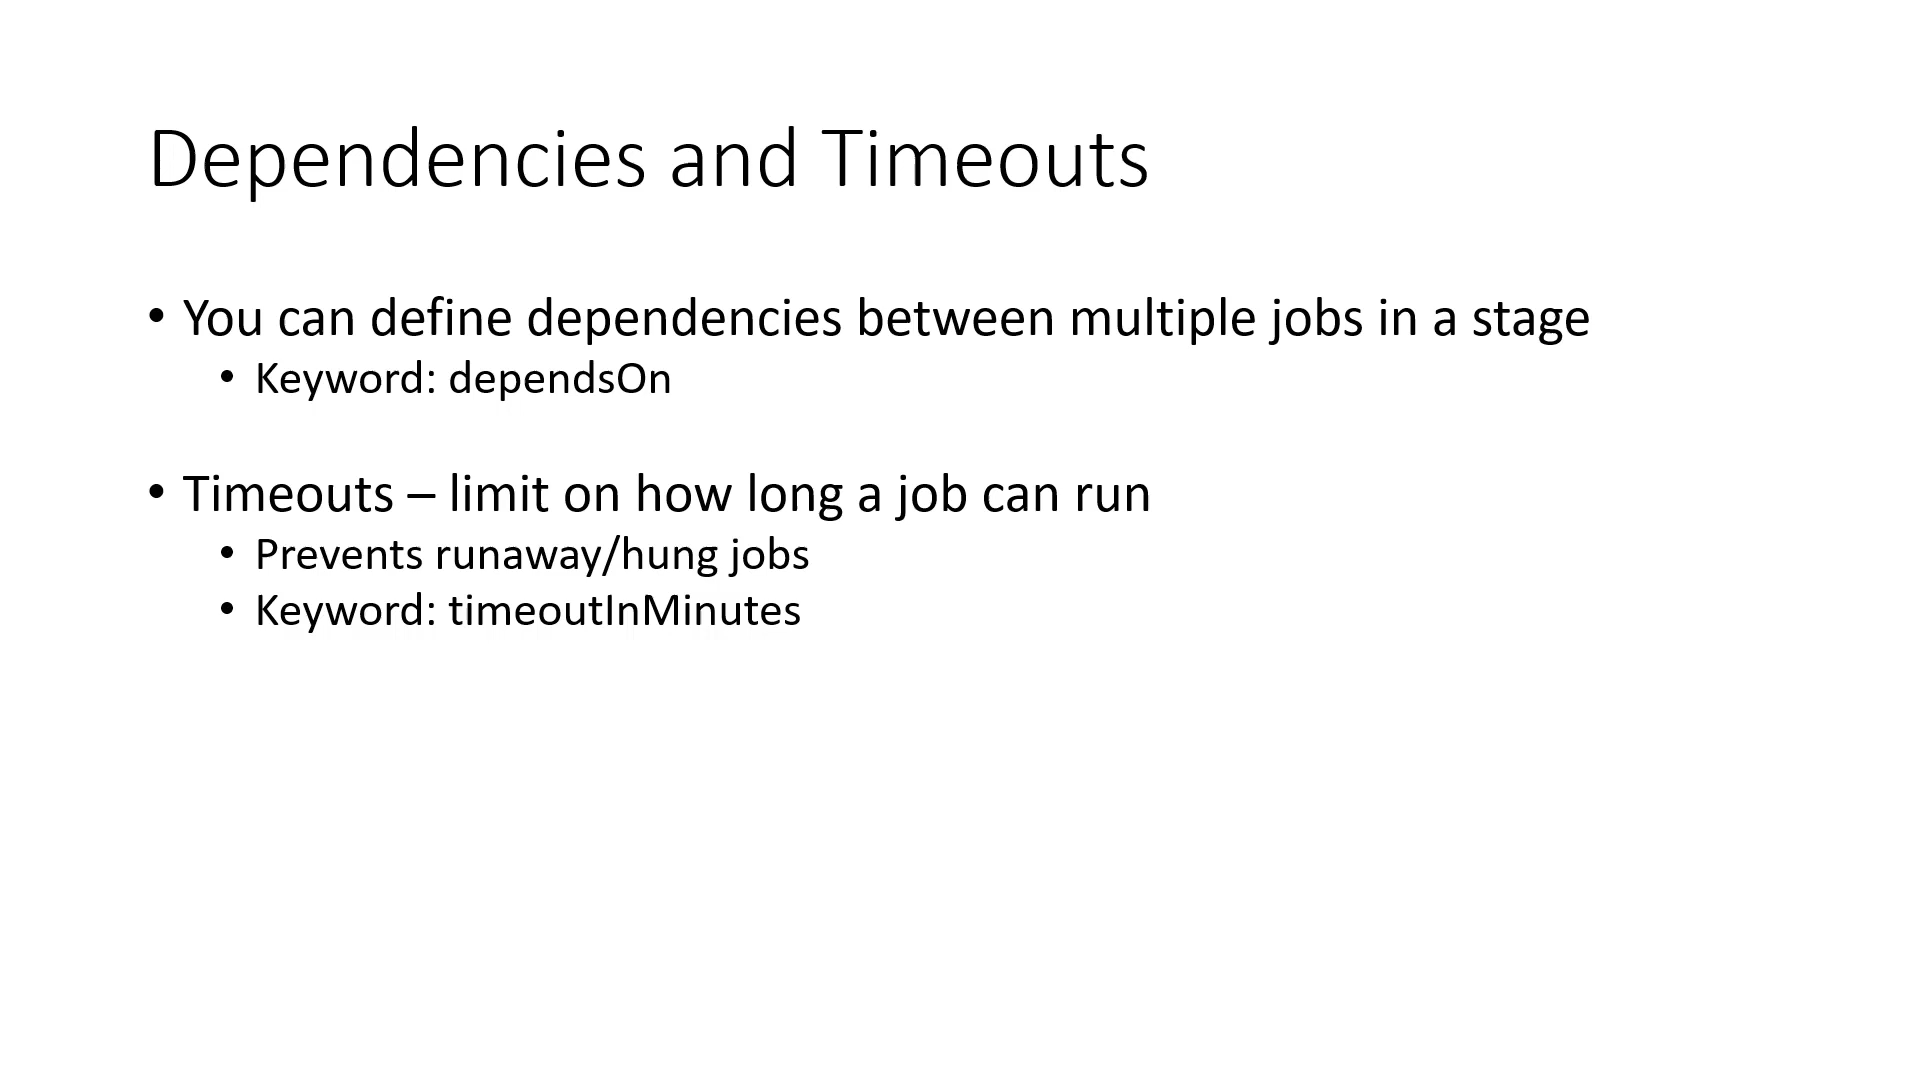 Dependencies and Timeouts
• You can define dependencies between multiple jobs in a stage
• Keyword: dependsOn
• Timeouts – limit on how long a job can run
• Prevents runaway/hung jobs
• Keyword: timeoutInMinutes